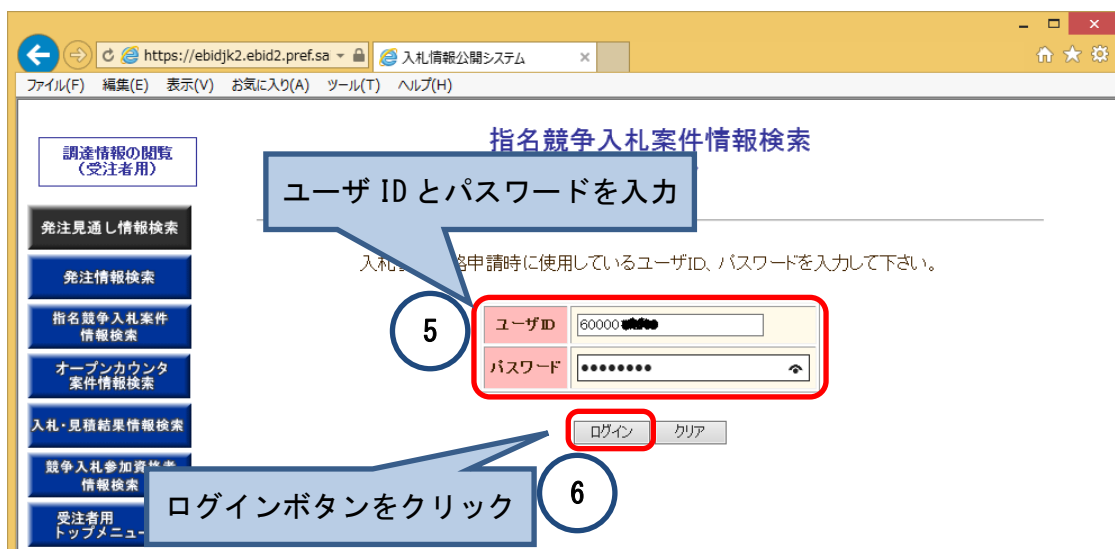 https://ebidjk2.ebid2.pref.sa
入札情報公開システム
ファイル(F) 編集(E) 表示(V) お気に入り(A) ツール(T) ヘルプ(H)
調達情報の閲覧
(受注者用)
指名競争入札案件情報検索
ユーザ ID とパスワードを入力
発注見通し情報検索
入札 申請時に使用しているユーザID、パスワードを入力して下さい。
発注情報検索
指名競争入札案件
情報検索
5
ユーザID 60000
パスワード ●●●●●●●●
オープンカウンタ
案件情報検索
入札・見積結果情報検索
ログイン クリア
競争入札参加資格者
情報検索
ログインボタンをクリック
6
受注者用
トップメニュー